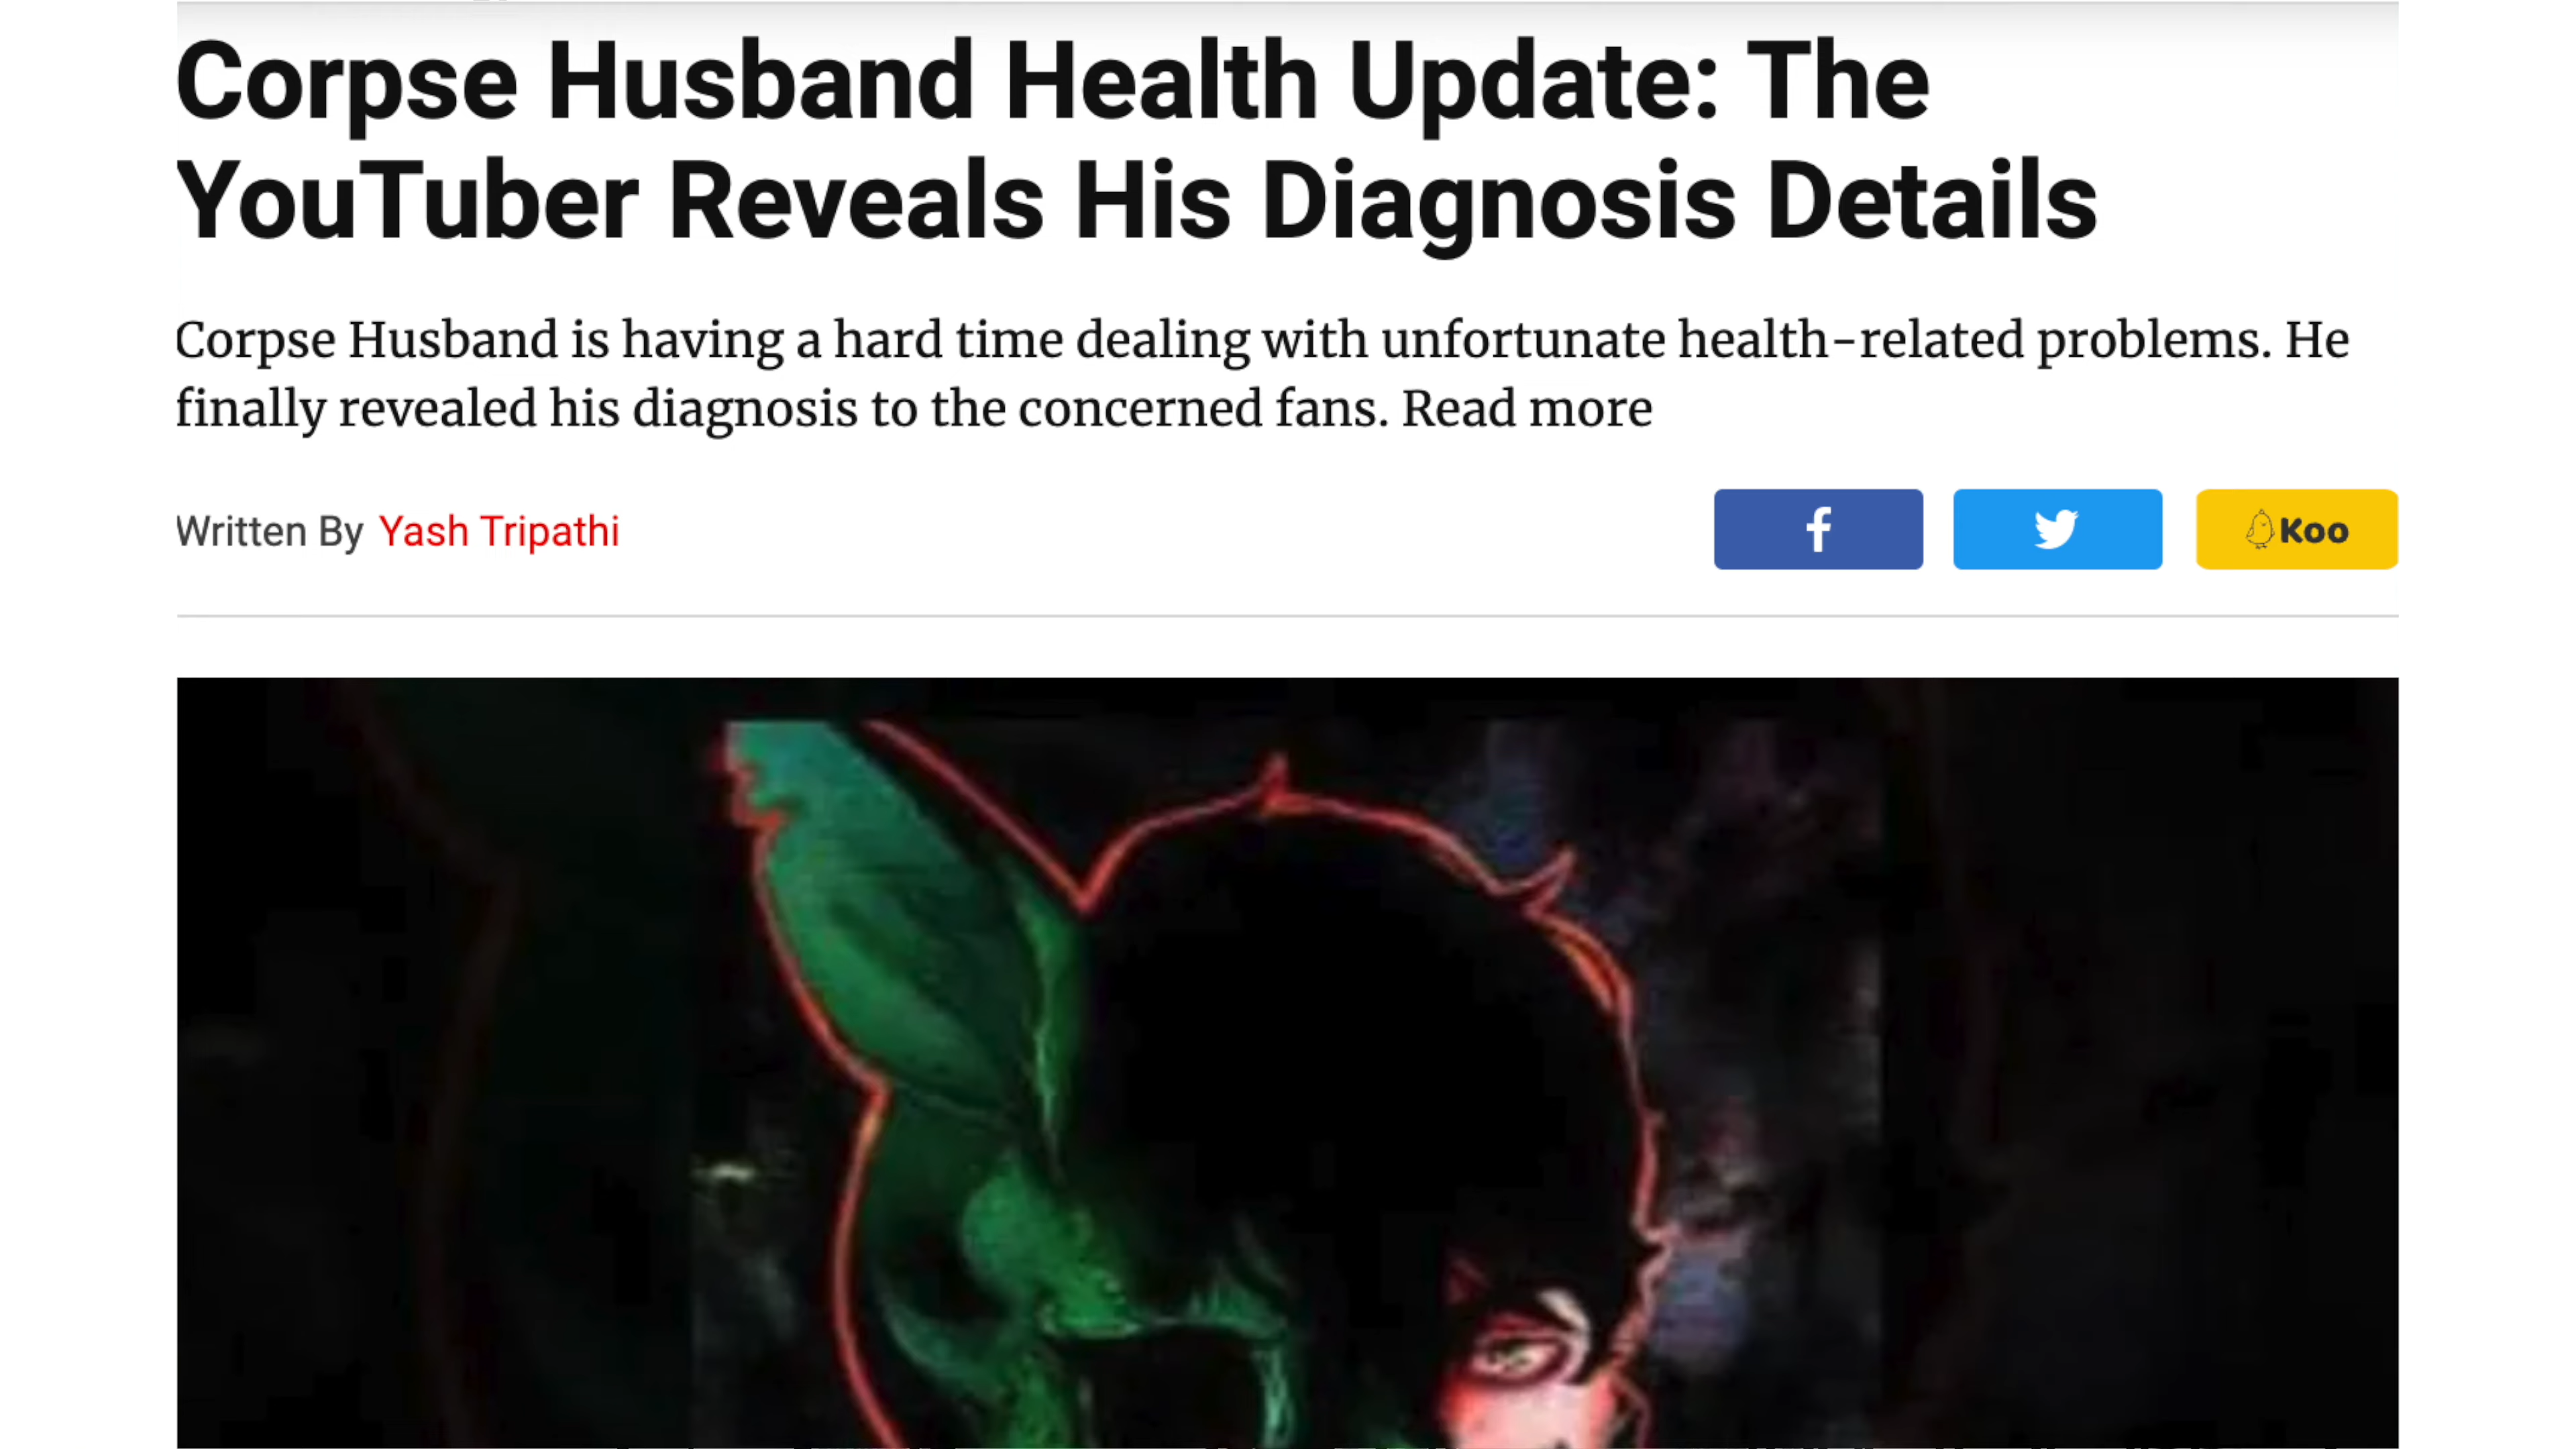 Corpse Husband Health Update: The
YouTuber Reveals His Diagnosis Details
Corpse Husband is having a hard time dealing with unfortunate health-related problems. He
finally revealed his diagnosis to the concerned fans. Read more
Written By Yash Tripathi
f
Koo